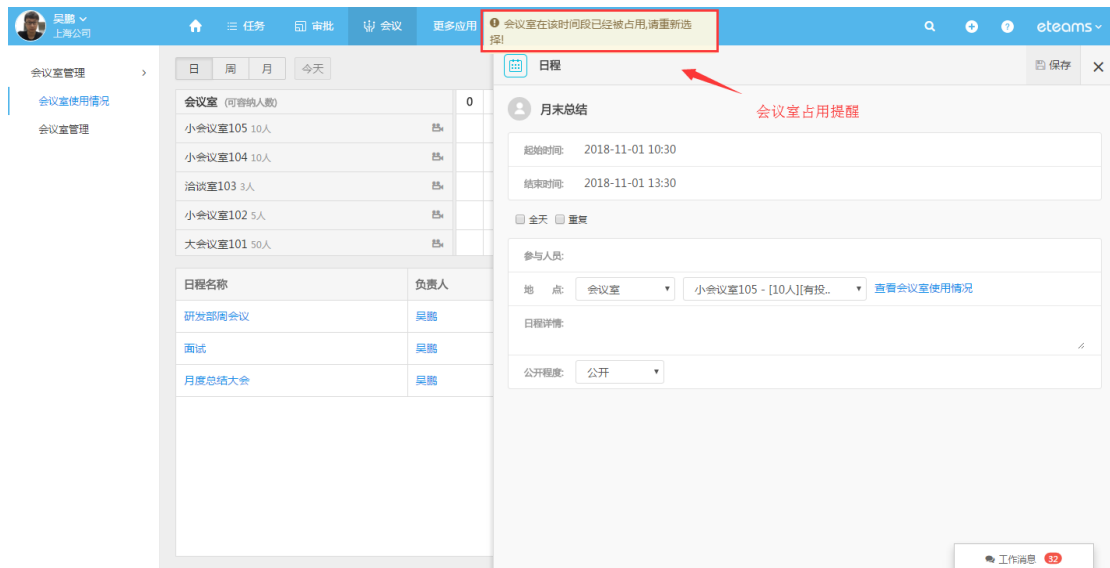 吴鹏
上海公司
任务
审批
会议
更多应用
会议室在该时间段已经被占用,请重新选
择!
eteams
会议室管理
会议室使用情况
会议室管理
日 周 月 今天
会议室 (可容纳人数) 0
小会议室105 10人
小会议室104 10人
洽谈室103 3人
小会议室102 5人
大会议室101 50人
日程名称 负责人
研发部周会议 吴鹏
面试 吴鹏
月度总结大会 吴鹏
日程 保存
月末总结
会议室占用提醒
起始时间: 2018-11-01 10:30
结束时间: 2018-11-01 13:30
全天 重复
参与人员:
地 点: 会议室 小会议室105 - [10人][有投.. 查看会议室使用情况
日程详情:
公开程度: 公开
工作消息 32